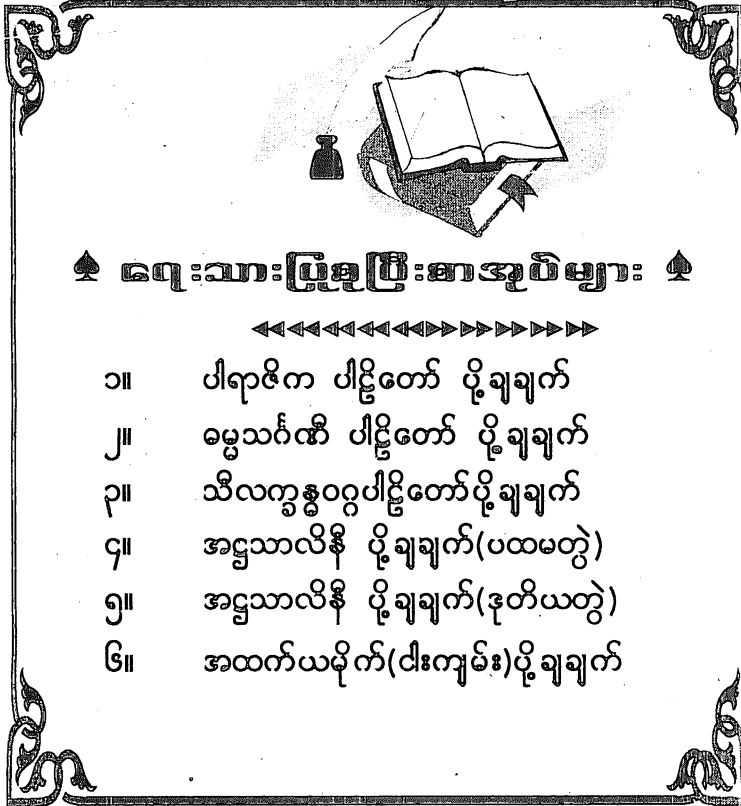 ရေးသားပြုစုပြီးစာအုပ်များ
၁။ ပါရာဇိက ပါဠိတော် ပို့ချချက်
၂။ ဓမ္မသင်္ဂဏီ ပါဠိတော် ပို့ချချက်
၃။ သီလက္ခန္ဓဝဂ္ဂပါဠိတော်ပို့ချချက်
၄။ အဋ္ဌသာလိနီ ပို့ချချက်(ပထမတွဲ)
၅။ အဋ္ဌသာလိနီ ပို့ချချက်(ဒုတိယတွဲ)
၆။ အထက်ယမိုက်(ငါးကျမ်း)ပို့ချချက်